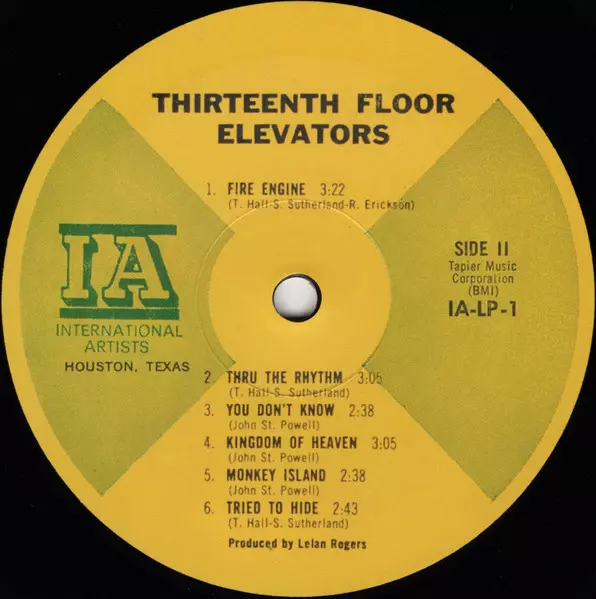 THIRTEENTH FLOOR
ELEVATORS
1. FIRE ENGINE 3:22
(T. Hall-S. Sutherland-R. Erickson)
IA
INTERNATIONAL
ARTISTS
HOUSTON, TEXAS
SIDE II
Tapier Music
Corporation
(BMI)
IA-LP-1
2. THRU THE RHYTHM 3:05
(T. Hall-S. Sutherland)
3. YOU DON'T KNOW 2:38
(John St. Powell)
4. KINGDOM OF HEAVEN 3:05
(John St. Powell)
5. MONKEY ISLAND 2:38
(John St. Powell)
6. TRIED TO HIDE 2:43
(T. Hall-S. Sutherland)
Produced by Lelan Rogers